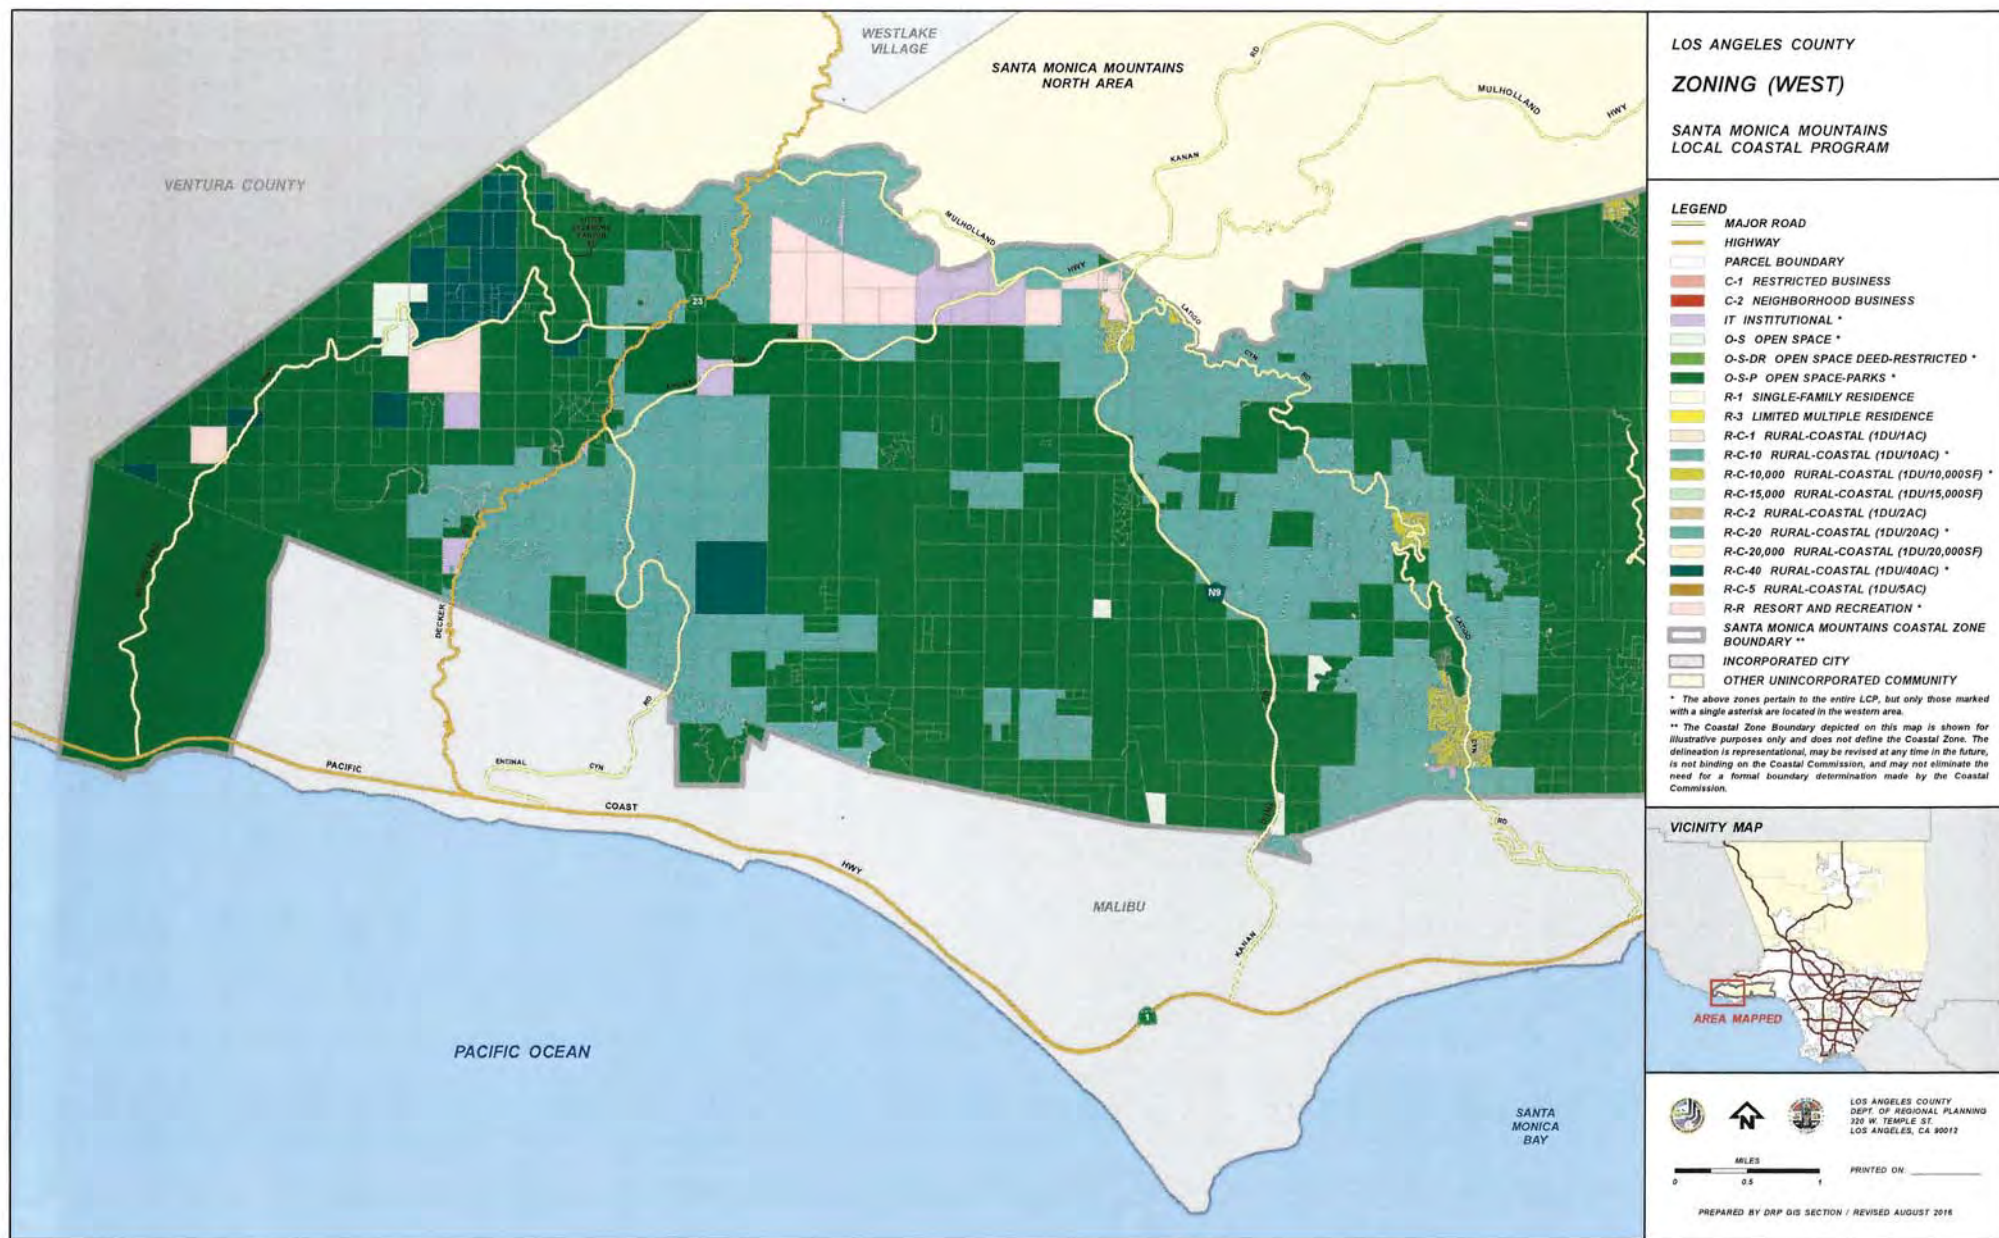 WESTLAKE
VILLAGE
SANTA MONICA MOUNTAINS
NORTH AREA
RD
MULHOLLAND
HWY
KANAN
VENTURA COUNTY
MULHOLLAND
HWY
23
LATIGO
CYN
RD
DECKER
N9
LATIGO
RD
CYN
ENCINAL
CYN
RD
PACIFIC
COAST
HWY
DUME
RD
KANAN
MALIBU
1
PACIFIC OCEAN
SANTA
MONICA
BAY
LOS ANGELES COUNTY
ZONING (WEST)
SANTA MONICA MOUNTAINS
LOCAL COASTAL PROGRAM
LEGEND
MAJOR ROAD
HIGHWAY
PARCEL BOUNDARY
C-1 RESTRICTED BUSINESS
C-2 NEIGHBORHOOD BUSINESS
IT INSTITUTIONAL *
O-S OPEN SPACE *
O-S-DR OPEN SPACE DEED-RESTRICTED *
O-S-P OPEN SPACE-PARKS *
R-1 SINGLE-FAMILY RESIDENCE
R-3 LIMITED MULTIPLE RESIDENCE
R-C-1 RURAL-COASTAL (1DU/1AC)
R-C-10 RURAL-COASTAL (1DU/10AC) *
R-C-10,000 RURAL-COASTAL (1DU/10,000SF) *
R-C-15,000 RURAL-COASTAL (1DU/15,000SF)
R-C-2 RURAL-COASTAL (1DU/2AC)
R-C-20 RURAL-COASTAL (1DU/20AC) *
R-C-20,000 RURAL-COASTAL (1DU/20,000SF)
R-C-40 RURAL-COASTAL (1DU/40AC) *
R-C-5 RURAL-COASTAL (1DU/5AC)
R-R RESORT AND RECREATION *
SANTA MONICA MOUNTAINS COASTAL ZONE
BOUNDARY **
INCORPORATED CITY
OTHER UNINCORPORATED COMMUNITY
* The above zones pertain to the entire LCP, but only those marked
with a single asterisk are located in the western area.
** The Coastal Zone Boundary depicted on this map is shown for
illustrative purposes only and does not define the Coastal Zone. The
delineation is representational, may be revised at any time in the future,
is not binding on the Coastal Commission, and may not eliminate the
need for a formal boundary determination made by the Coastal
Commission.
VICINITY MAP
AREA MAPPED
N
LOS ANGELES COUNTY
DEPT. OF REGIONAL PLANNING
320 W. TEMPLE ST.
LOS ANGELES, CA 90012
MILES
0 0.5 1
PRINTED ON:
PREPARED BY DRP GIS SECTION / REVISED AUGUST 2016